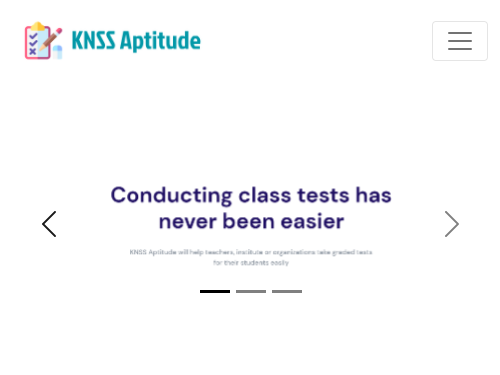 KNSS Aptitude
Conducting class tests has
never been easier
KNSS Aptitude will help teachers, institute or organizations take graded tests
for their students easily